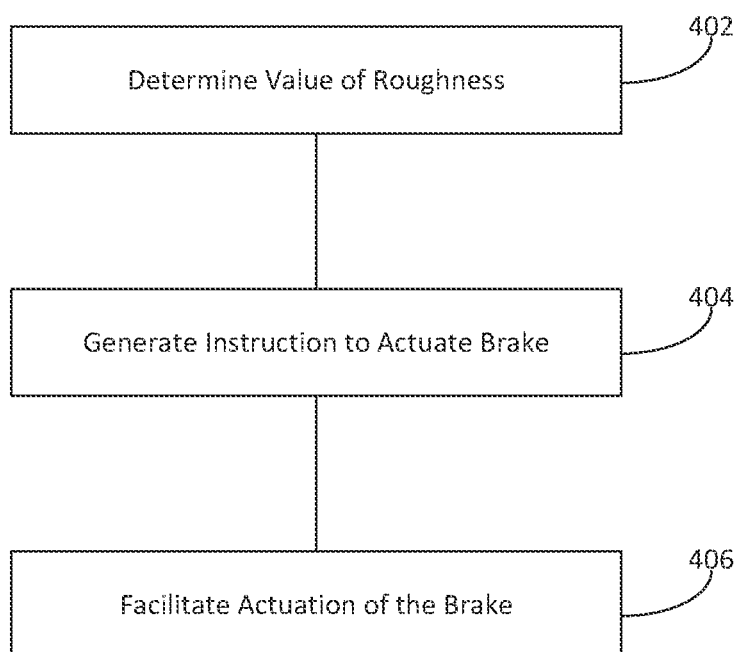 402
Determine Value of Roughness
404
Generate Instruction to Actuate Brake
406
Facilitate Actuation of the Brake